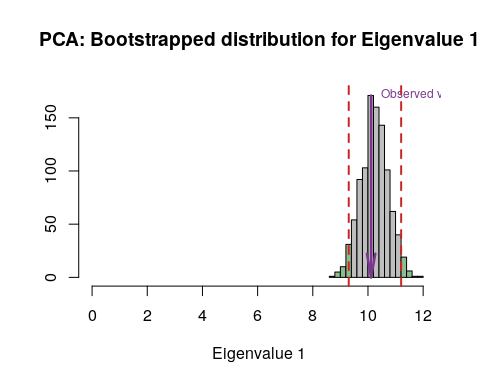 PCA: Bootstrapped distribution for Eigenvalue 1
Observed
150
100
50
0
0 2 4 6 8 10 12
Eigenvalue 1